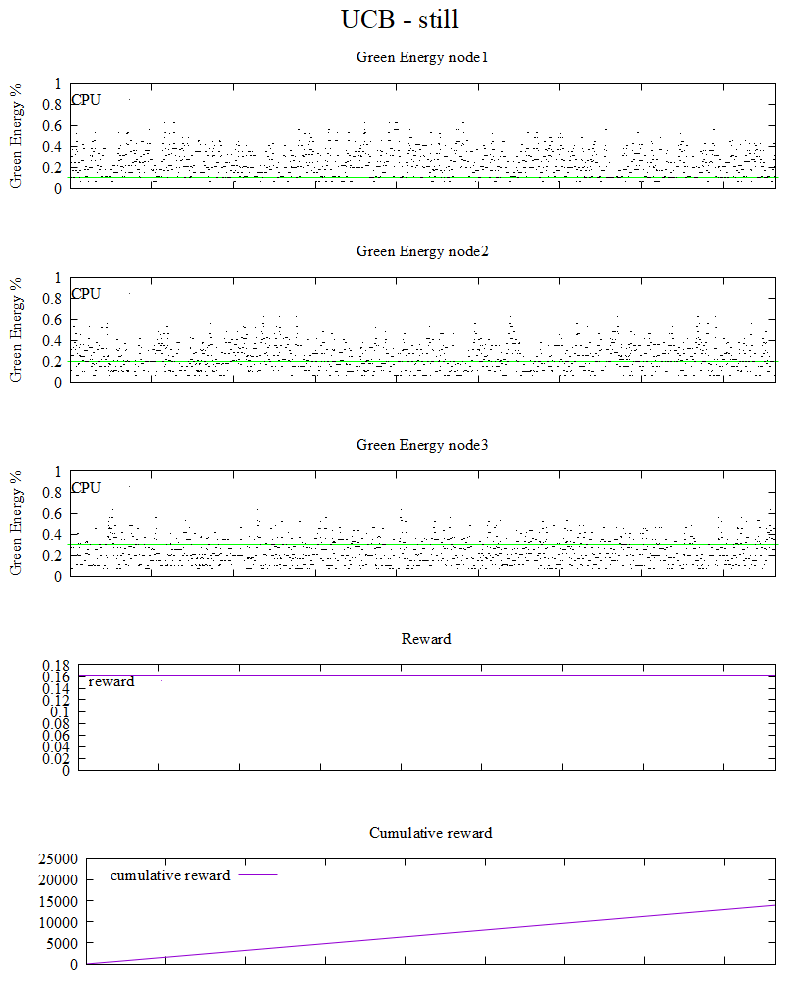 UCB - still
Green Energy node1
Green Energy %
1
0.8
0.6
0.4
0.2
0
CPU
Green Energy node2
Green Energy %
1
0.8
0.6
0.4
0.2
0
CPU
Green Energy node3
Green Energy %
1
0.8
0.6
0.4
0.2
0
CPU
Reward
0.18
0.16
0.14
0.12
0.1
0.08
0.06
0.04
0.02
0
reward
Cumulative reward
25000
20000
15000
10000
5000
0
cumulative reward